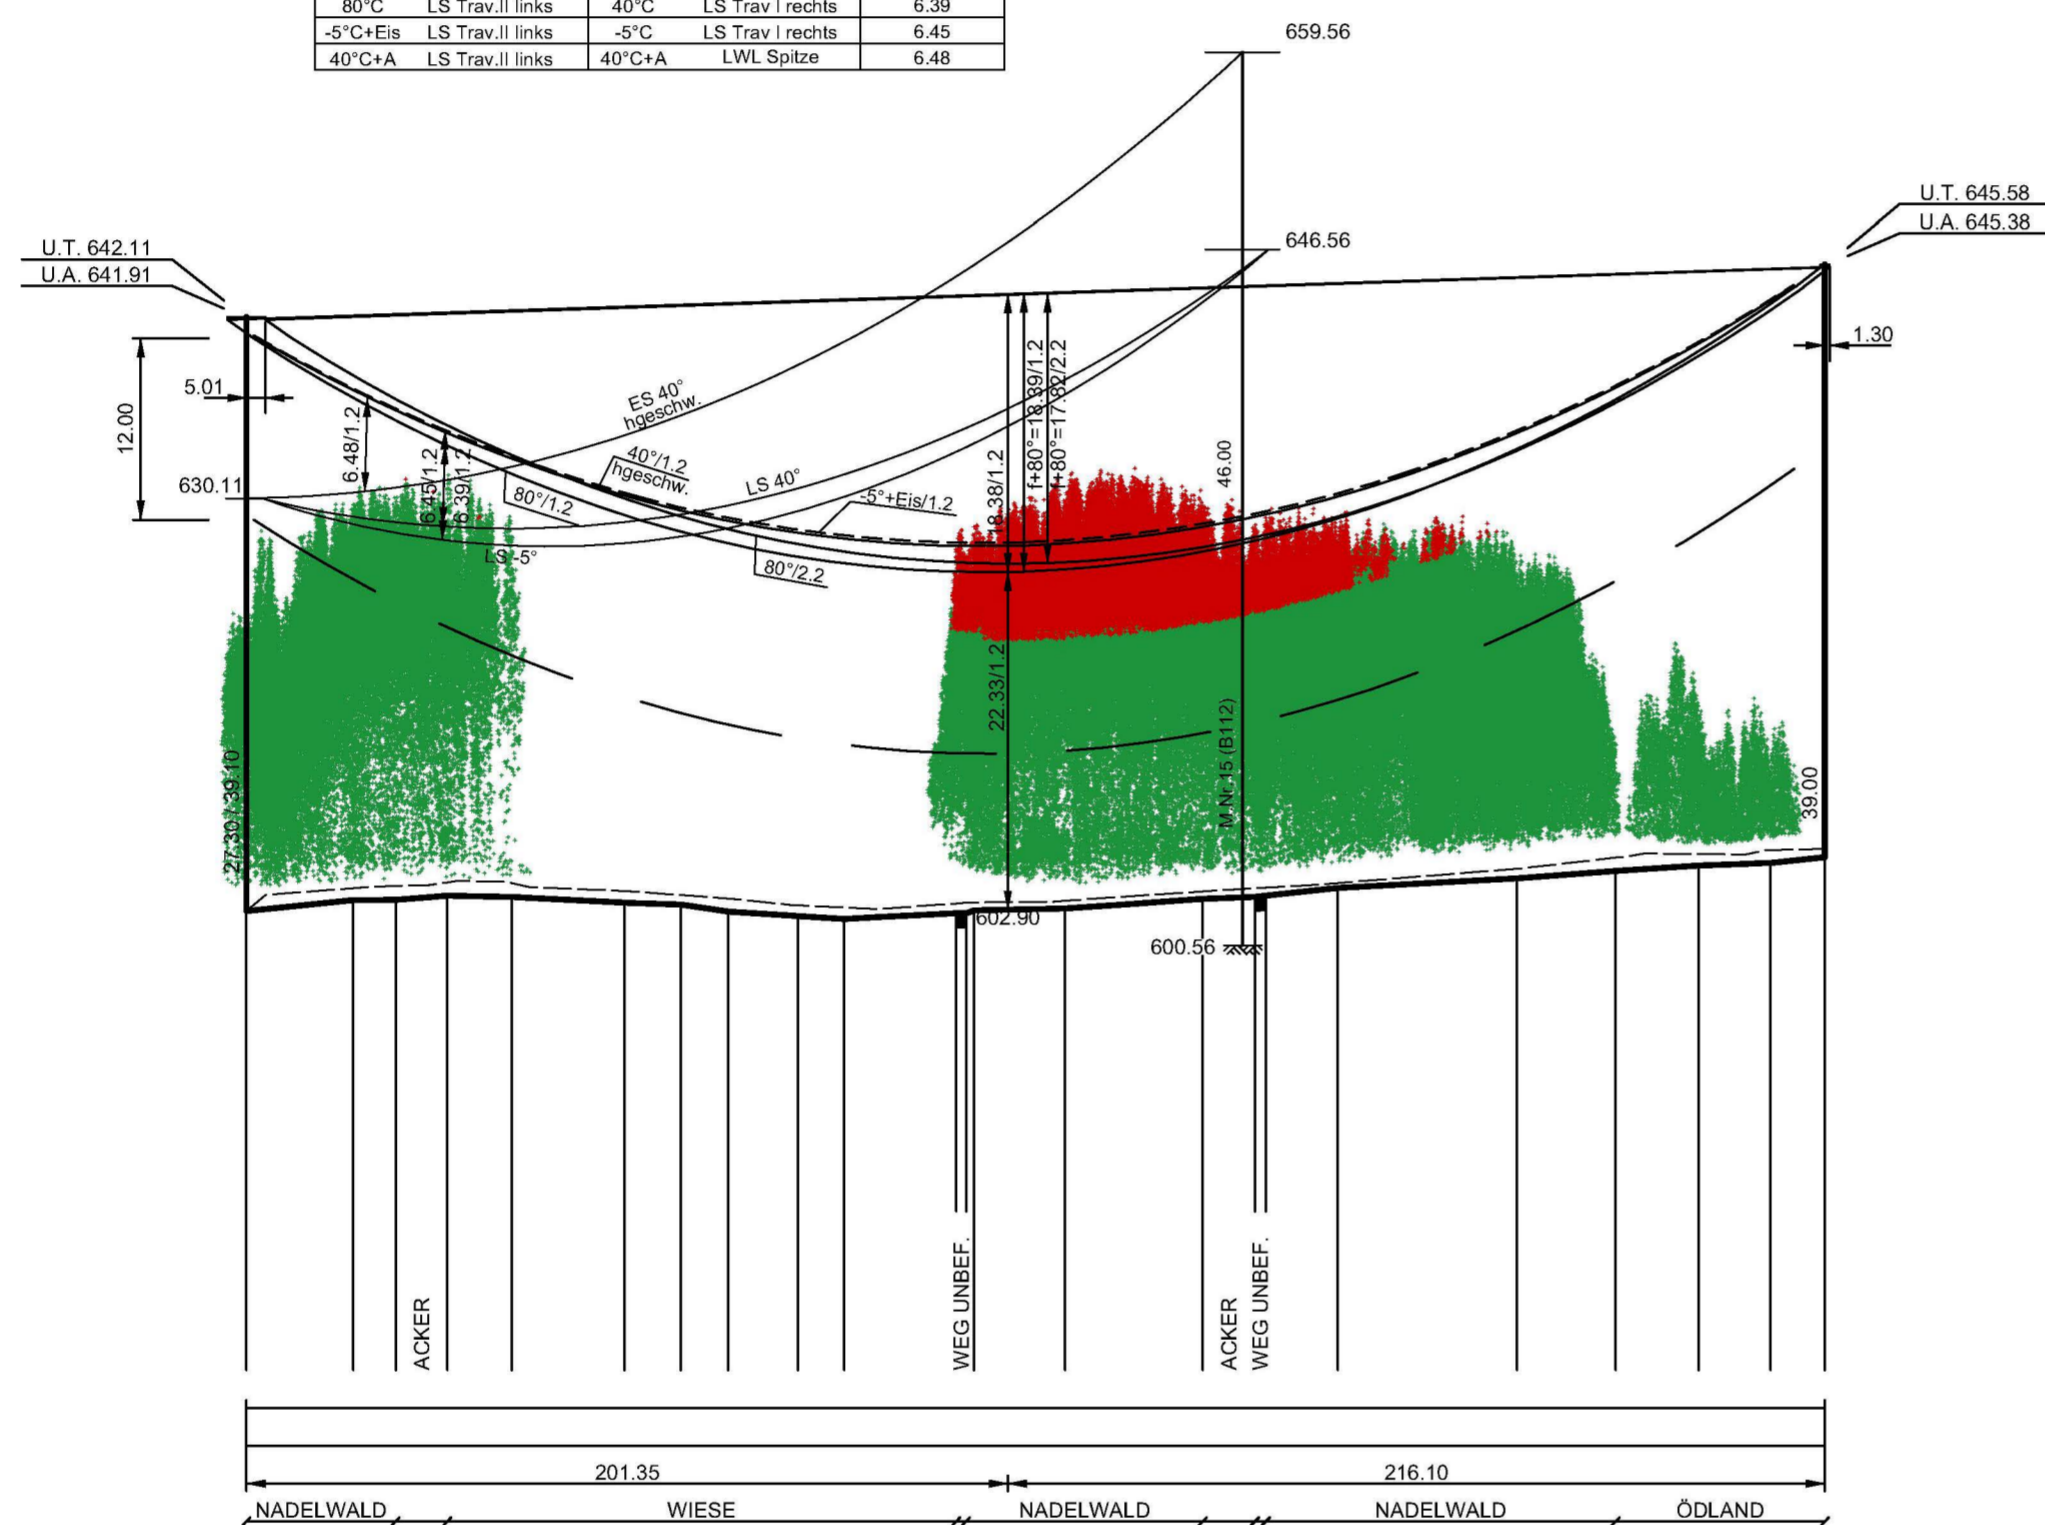 80°C LS Trav.II links 40°C LS Trav I rechts 6.39
-5°C+Eis LS Trav.II links -5°C LS Trav I rechts 6.45
40°C+A LS Trav.II links 40°C+A LWL Spitze 6.48
659.56
U.T. 645.58
U.A. 645.38
646.56
U.T. 642.11
U.A. 641.91
1.30
5.01
12.00
630.11
6.48/1.2
6.45/1.2
6.39/1.2
ES 40°
hgeschw.
40°/1.2
hgeschw.
80°/1.2
LS 40°
-5°+Eis/1.2
LS -5°
80°/2.2
18.38/1.2
f+80°=18.39/1.2
f+80°=17.82/2.2
46.00
22.33/1.2
M.Nr.15 (B112)
27.30 / 39.10
39.00
602.90
600.56
ACKER
WEG UNBEF.
ACKER
WEG UNBEF.
201.35
216.10
NADELWALD
WIESE
NADELWALD
NADELWALD
ÖDLAND